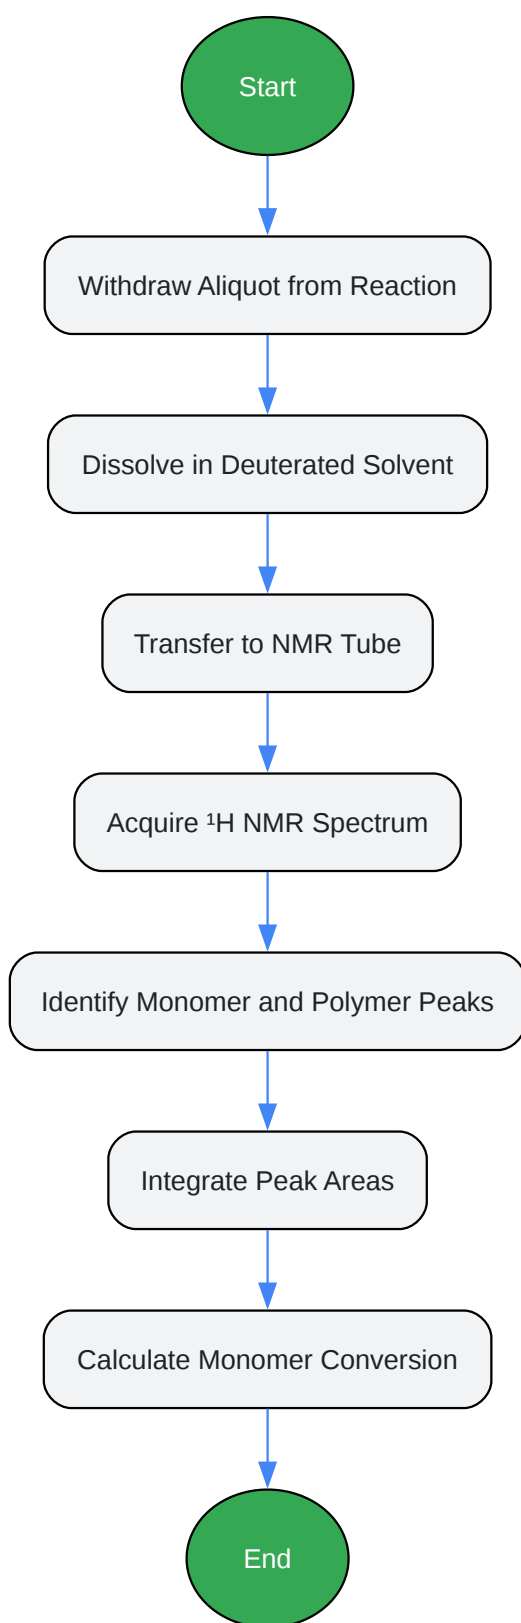 Start
Withdraw Aliquot from Reaction
Dissolve in Deuterated Solvent
Transfer to NMR Tube
Acquire ¹H NMR Spectrum
Identify Monomer and Polymer Peaks
Integrate Peak Areas
Calculate Monomer Conversion
End